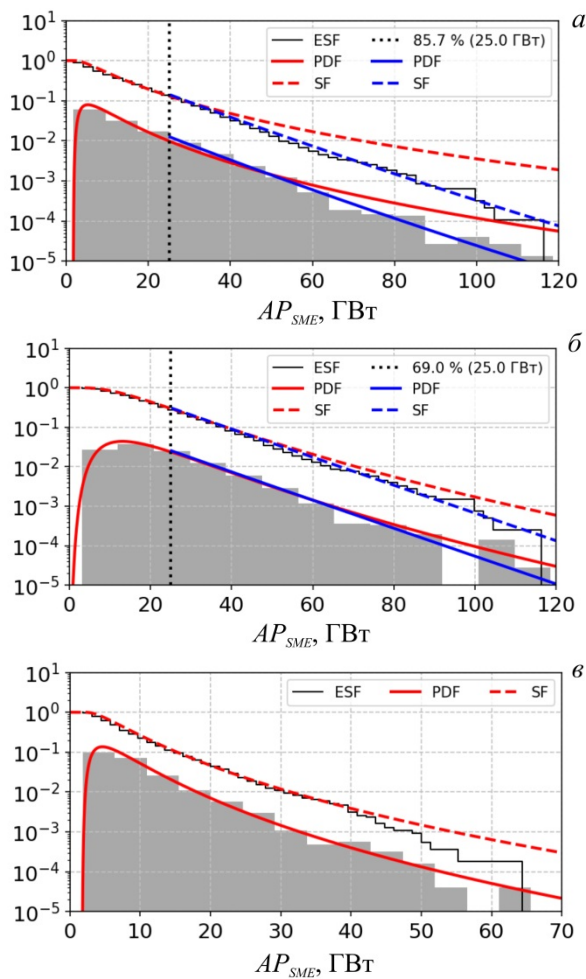 а
ESF 85.7 % (25.0 ГВт)
PDF PDF
SF SF
10¹
10⁰
10⁻¹
10⁻²
10⁻³
10⁻⁴
10⁻⁵
0 20 40 60 80 100 120
AP_SME, ГВт
б
ESF 69.0 % (25.0 ГВт)
PDF PDF
SF SF
10¹
10⁰
10⁻¹
10⁻²
10⁻³
10⁻⁴
10⁻⁵
0 20 40 60 80 100 120
AP_SME, ГВт
в
ESF PDF SF
10¹
10⁰
10⁻¹
10⁻²
10⁻³
10⁻⁴
10⁻⁵
0 10 20 30 40 50 60 70
AP_SME, ГВт